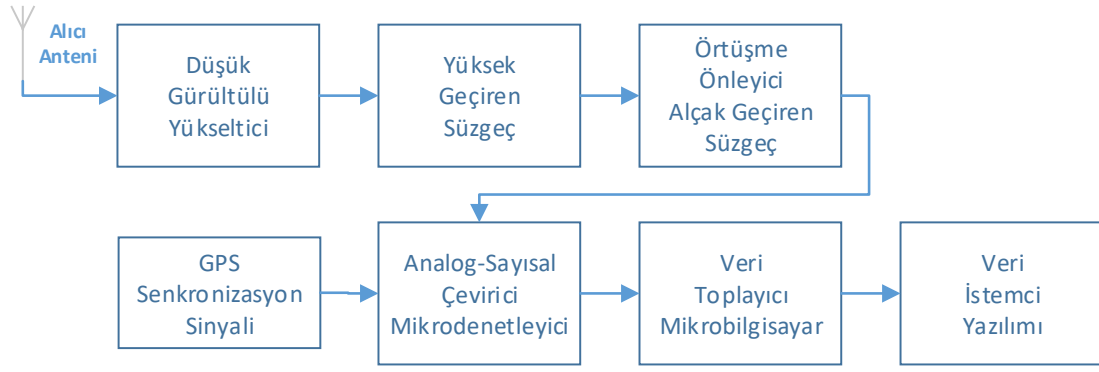 Alıcı
Anteni
Düşük
Gürültülü
Yükseltici
Yüksek
Geçiren
Süzgeç
Örtüşme
Önleyici
Alçak Geçiren
Süzgeç
GPS
Senkronizasyon
Sinyali
Analog-Sayısal
Çevirici
Mikrodenetleyici
Veri
Toplayıcı
Mikrobilgisayar
Veri
İstemci
Yazılımı